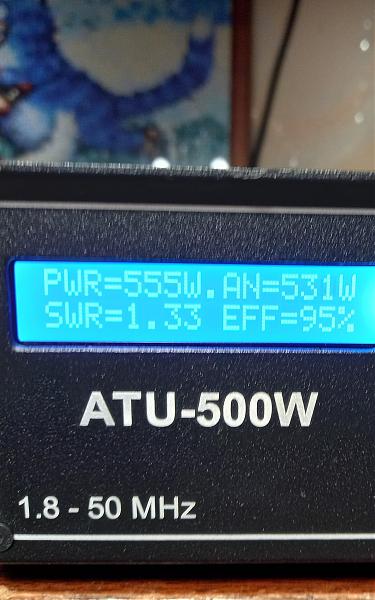 PWR=555W.AN=531W
SWR=1.33 EFF=95%
ATU-500W
1.8 - 50 MHz